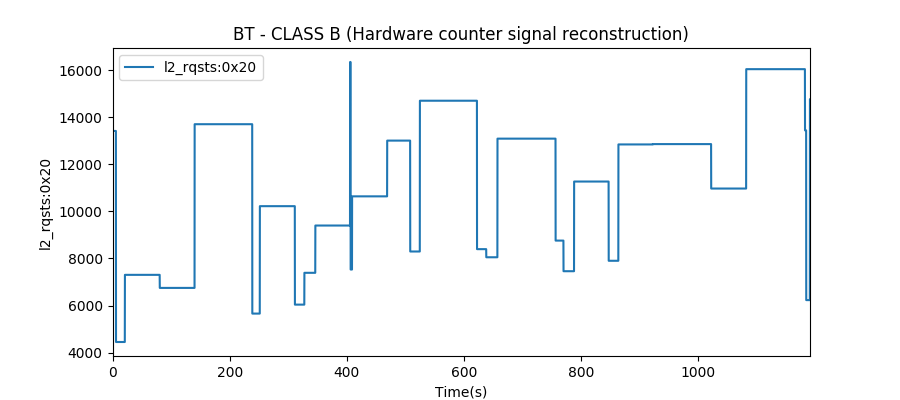 BT - CLASS B (Hardware counter signal reconstruction)
l2_rqsts:0x20
16000
14000
12000
10000
8000
6000
4000
l2_rqsts:0x20
0 200 400 600 800 1000
Time(s)